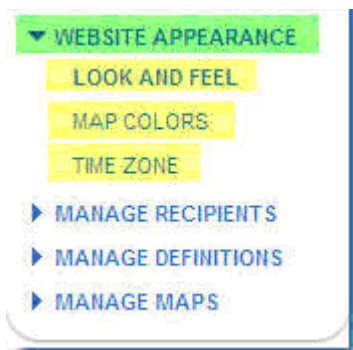 WEBSITE APPEARANCE
LOOK AND FEEL
MAP COLORS
TIME ZONE
MANAGE RECIPIENTS
MANAGE DEFINITIONS
MANAGE MAPS